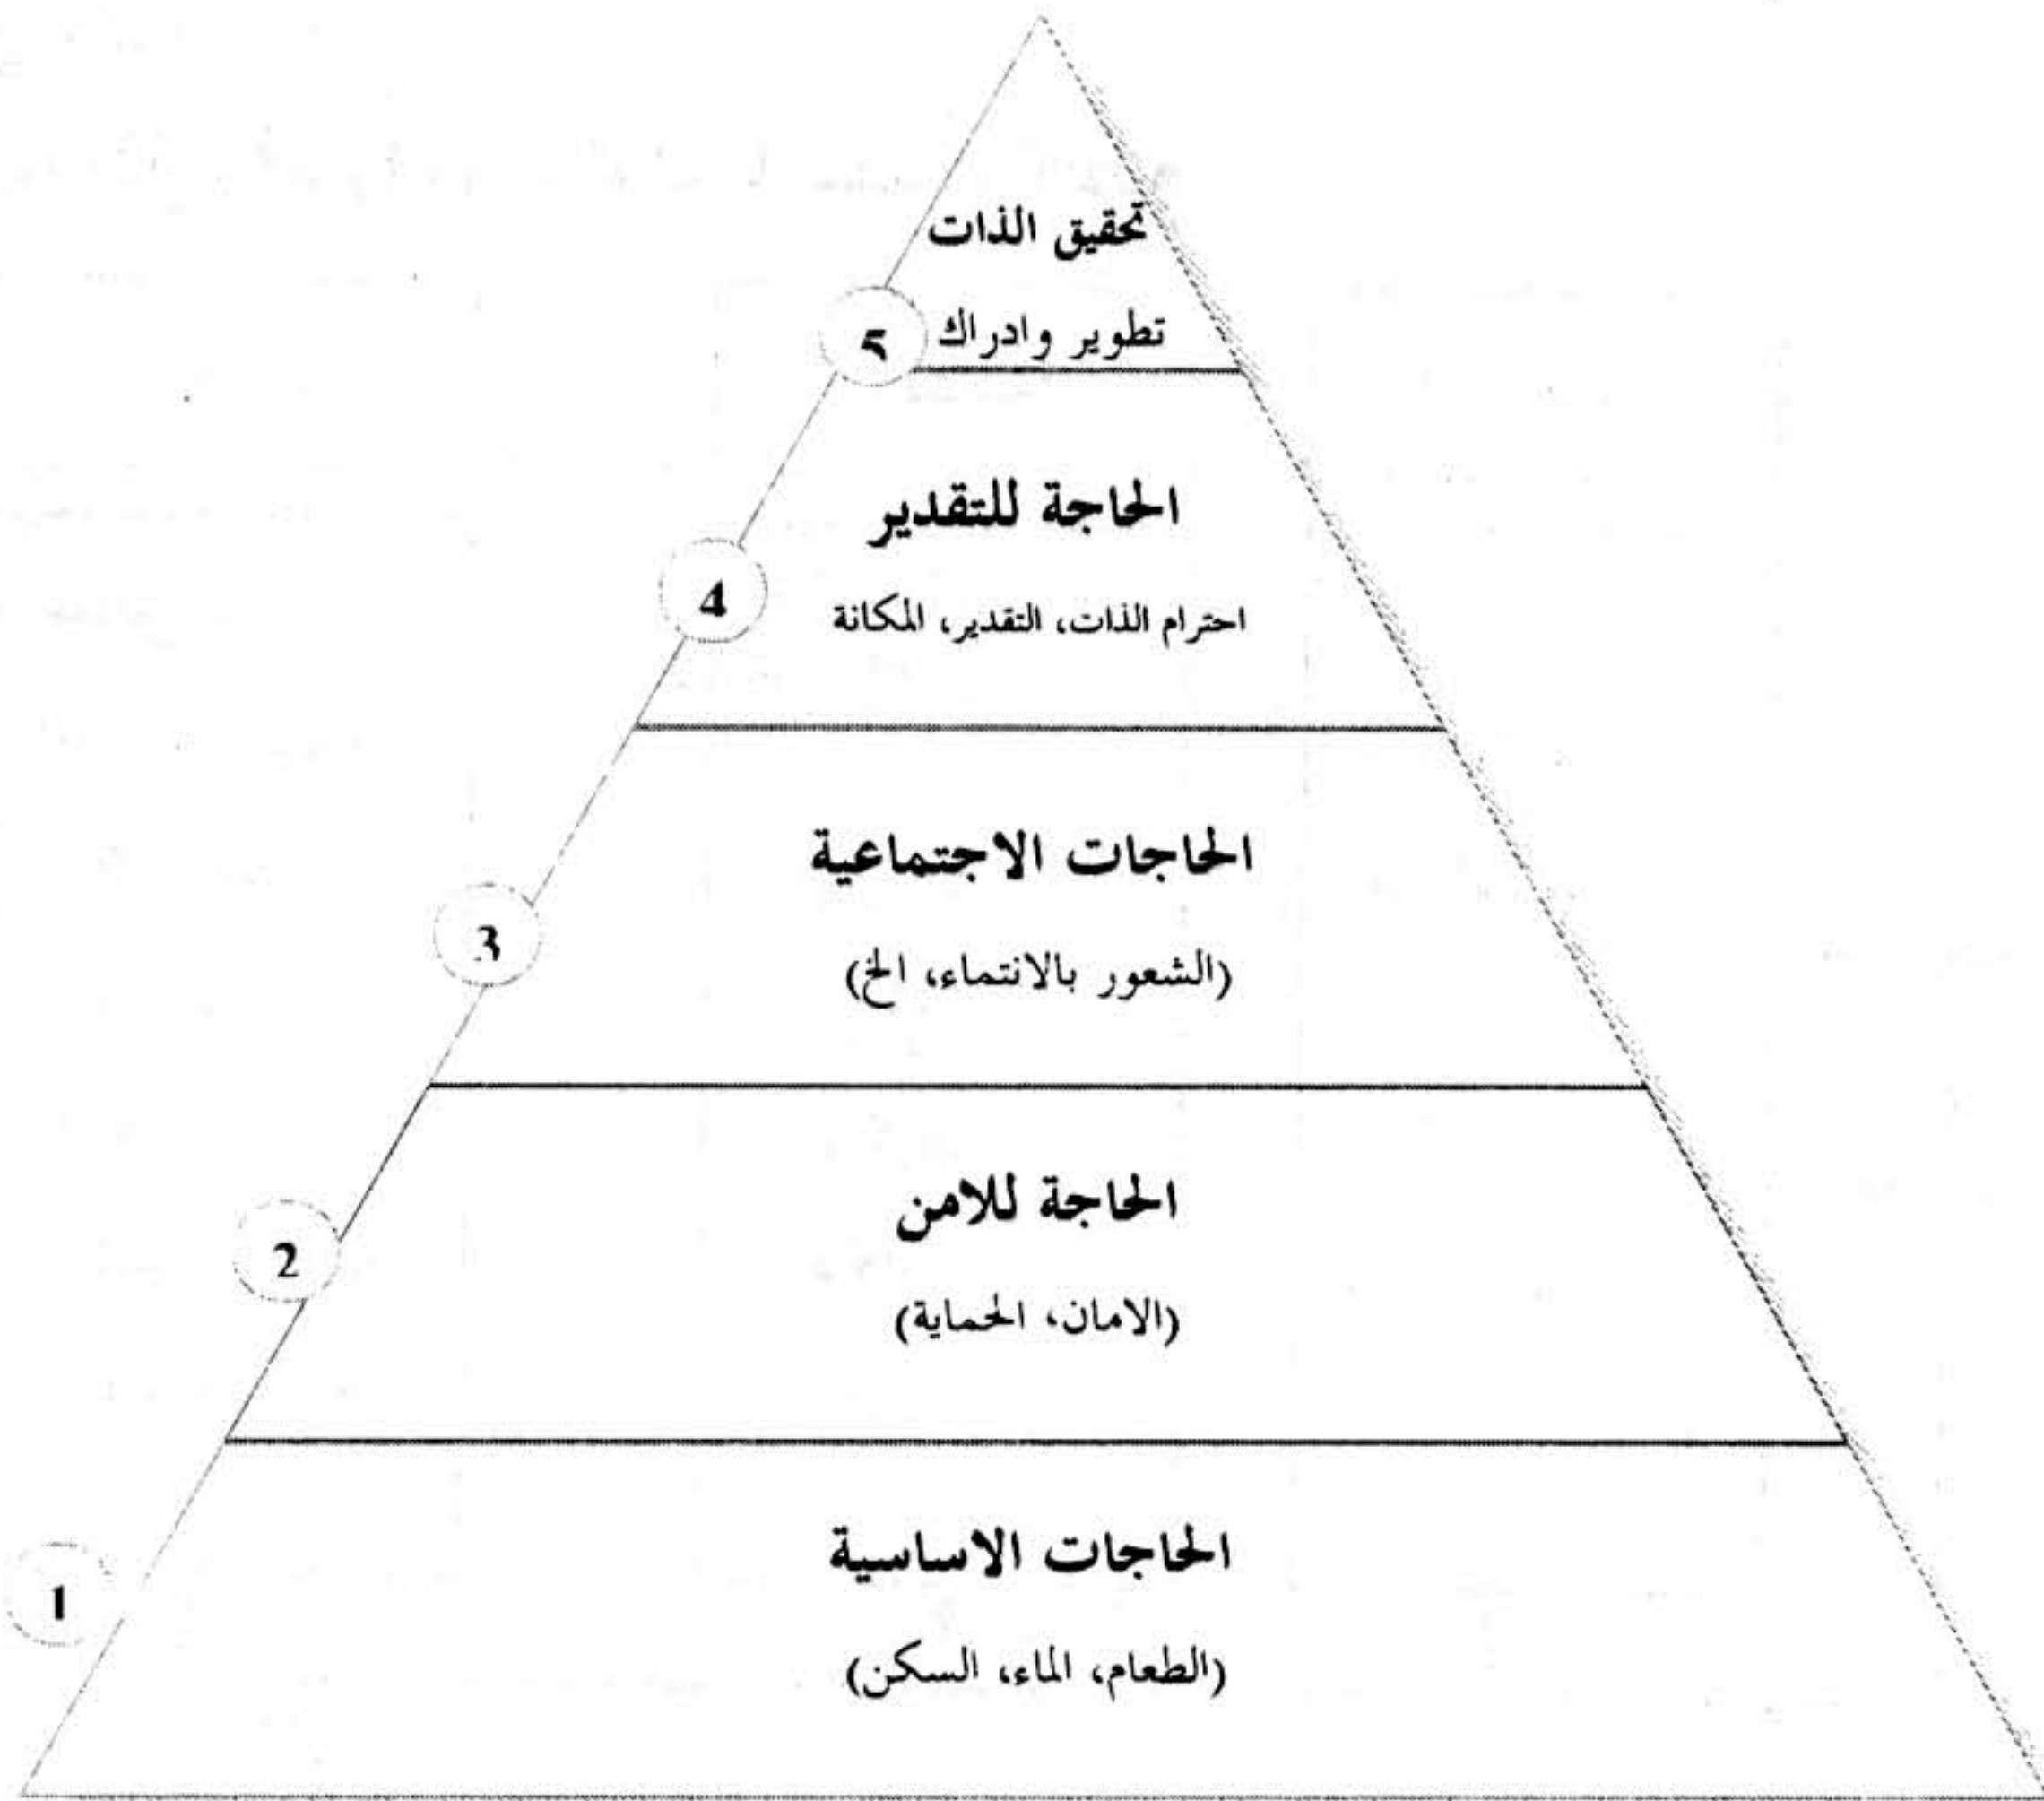 تحقيق الذات
تطوير وادراك
5
الحاجة للتقدير
4
احترام الذات، التقدير، المكانة
الحاجات الاجتماعية
3
(الشعور بالانتماء، الخ)
الحاجة للامن
2
(الامان، الحماية)
الحاجات الاساسية
1
(الطعام، الماء، السكن)